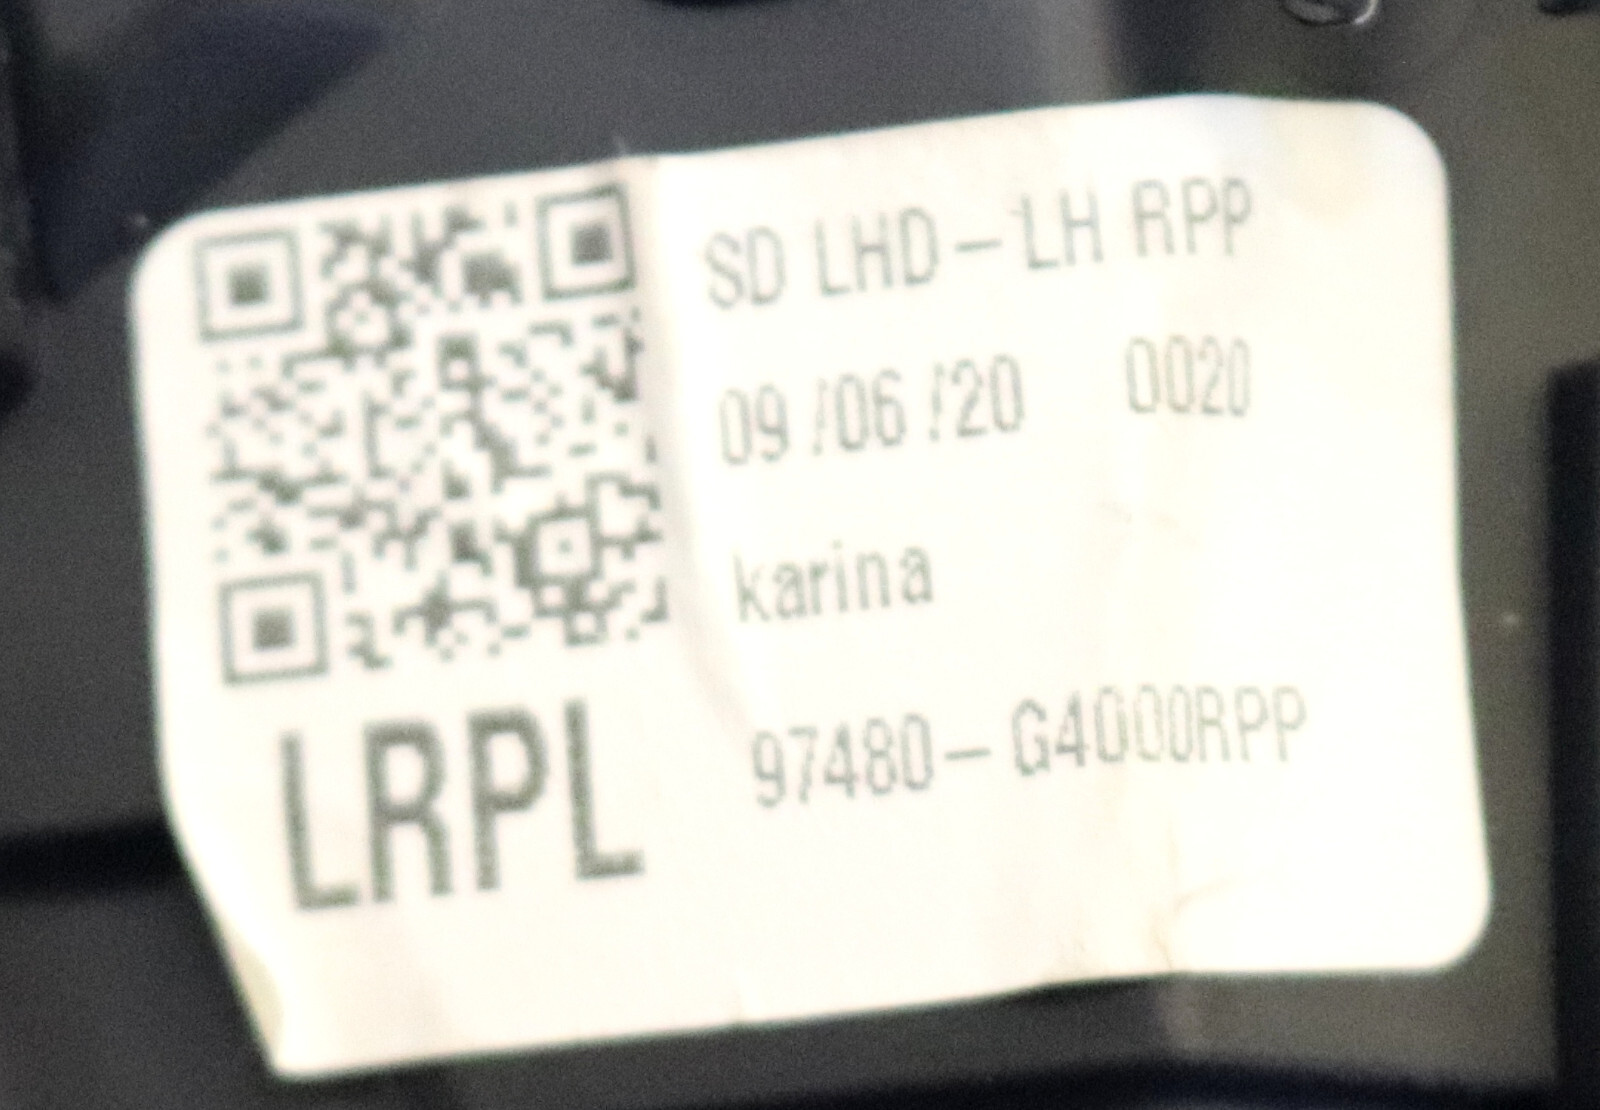 SD LHD-LH RPP
09/06/20 0020
karina
97480-G4000RPP
LRPL